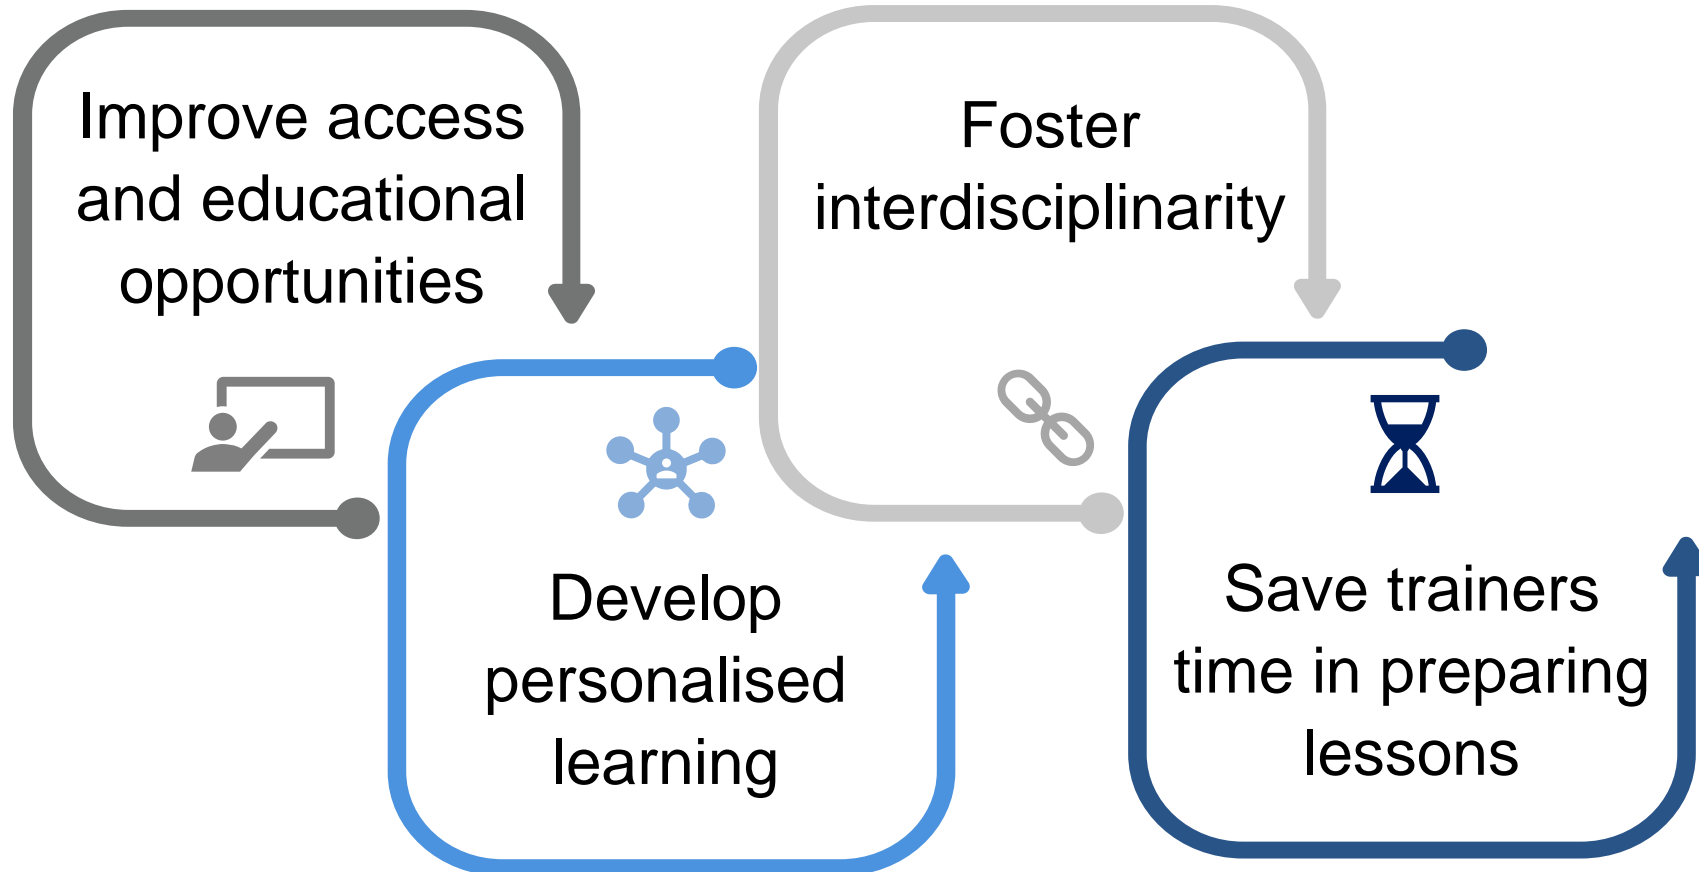 Improve access
and educational
opportunities
Develop
personalised
learning
Foster
interdisciplinarity
Save trainers
time in preparing
lessons